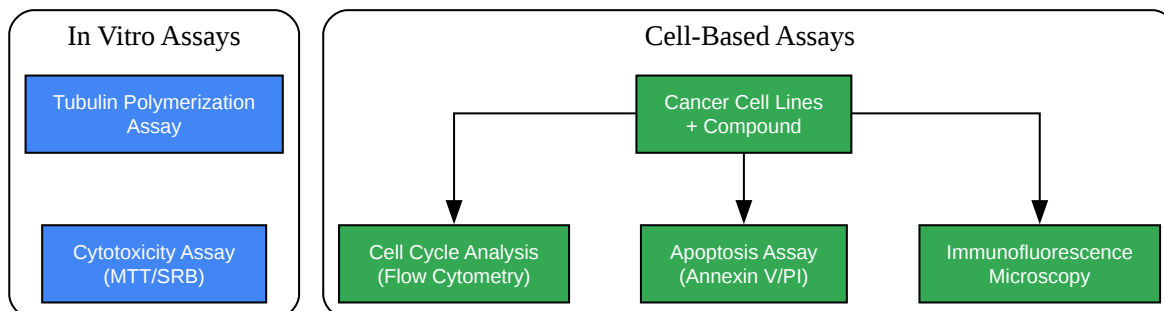 In Vitro Assays
Tubulin Polymerization
Assay
Cytotoxicity Assay
(MTT/SRB)
Cell-Based Assays
Cancer Cell Lines
+ Compound
Cell Cycle Analysis
(Flow Cytometry)
Apoptosis Assay
(Annexin V/PI)
Immunofluorescence
Microscopy